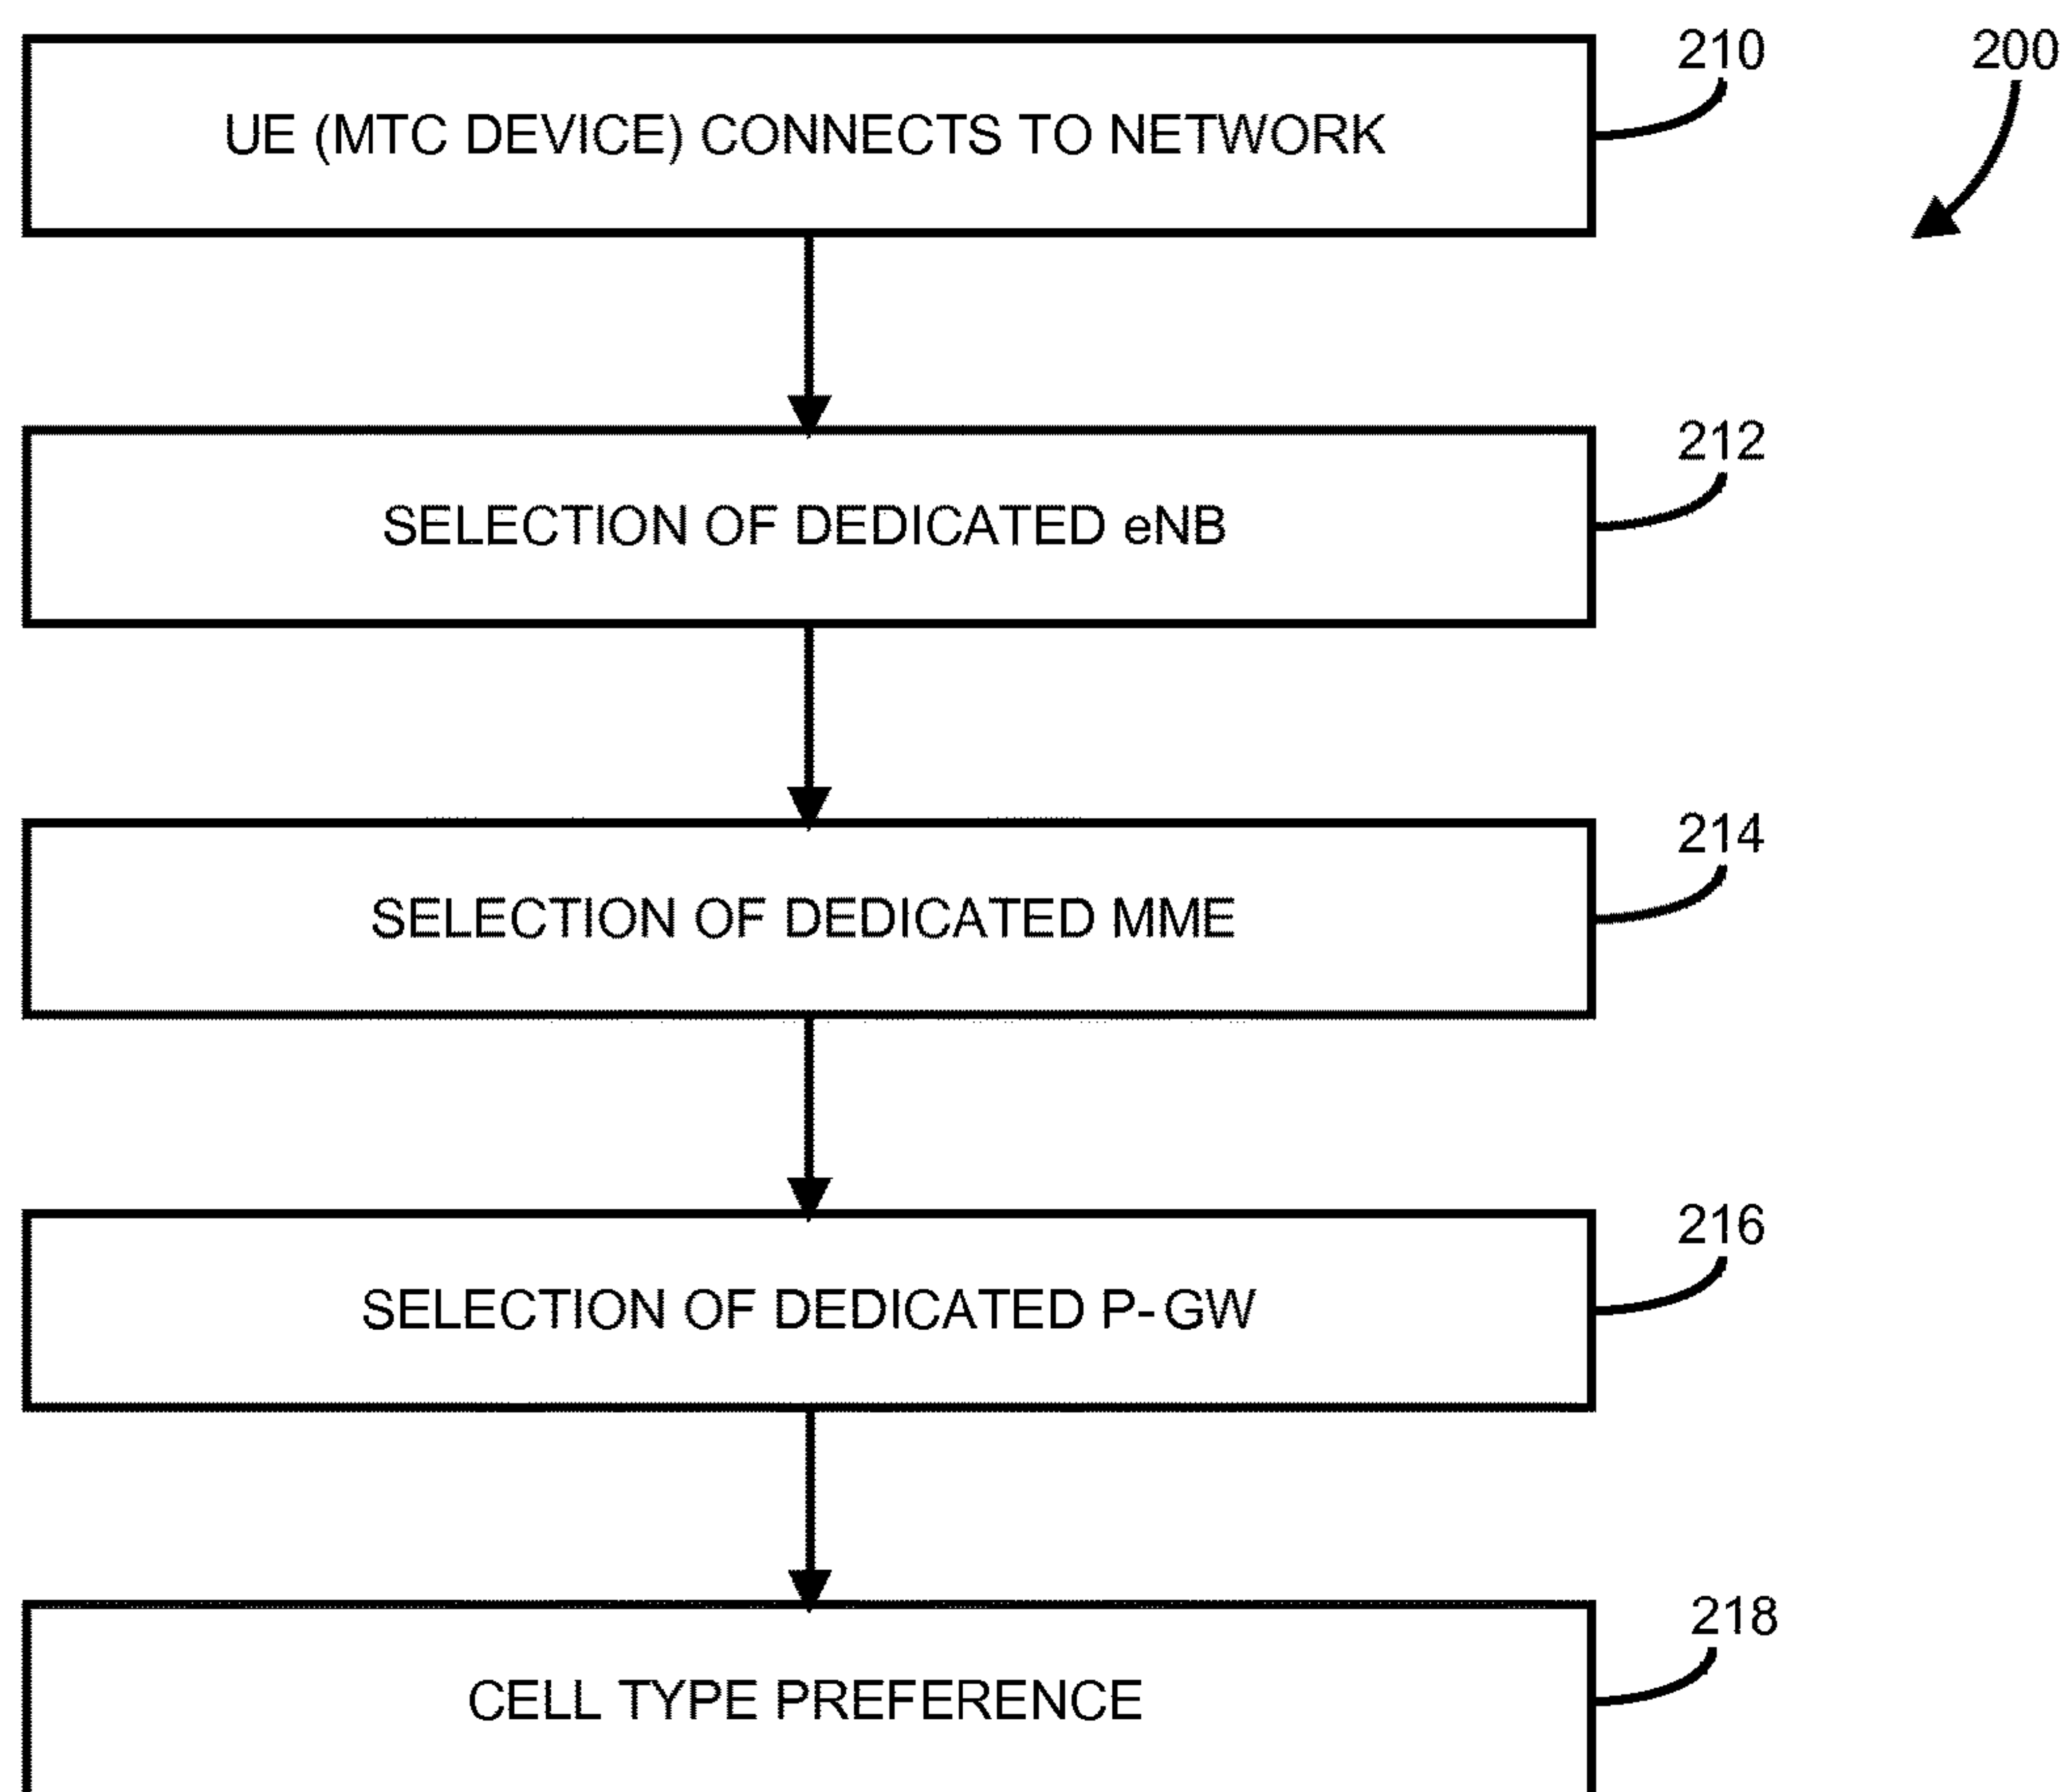 210
200
UE (MTC DEVICE) CONNECTS TO NETWORK
212
SELECTION OF DEDICATED eNB
214
SELECTION OF DEDICATED MME
216
SELECTION OF DEDICATED P-GW
218
CELL TYPE PREFERENCE